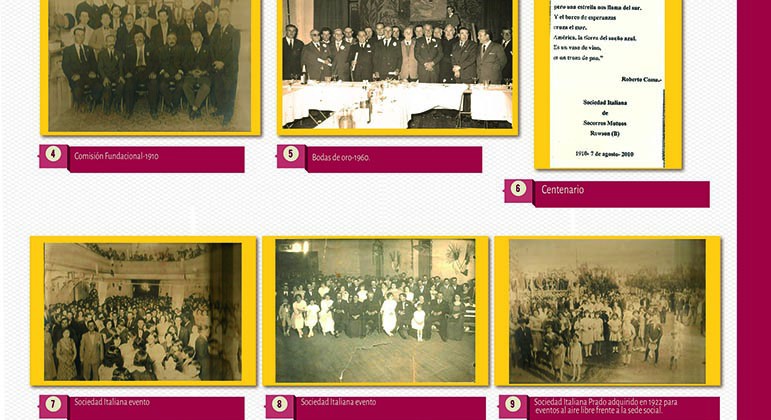 pero una estrella nos llama del sur.
Y el barco de esperanzas
cruza el mar.
América, la tierra del sueño azul.
Es un vaso de vino,
es un trozo de pan."
Roberto Cossa.-
Sociedad Italiana
de
Socorros Mutuos
Rawson (B)
1910- 7 de agosto- 2010
4 Comisión Fundacional-1910
5 Bodas de oro-1960.
6 Centenario
7 Sociedad Italiana evento
8 Sociedad Italiana evento
9 Sociedad Italiana Prado adquirido en 1922 para
eventos al aire libre frente a la sede social.